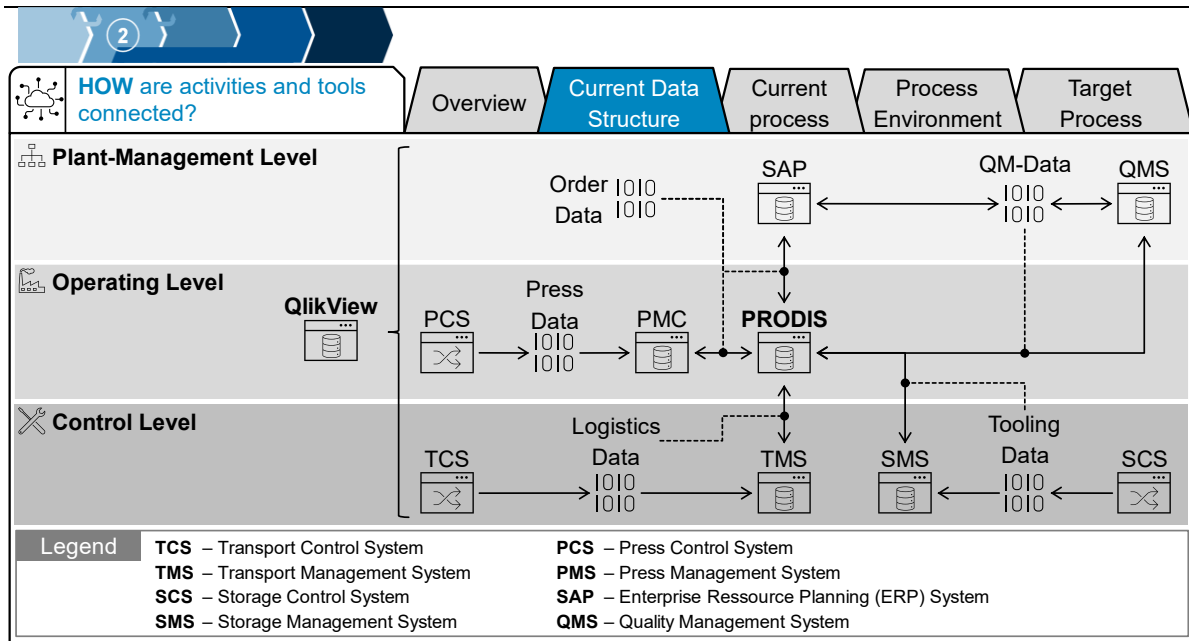 2
HOW are activities and tools
connected?
Overview
Current Data
Structure
Current
process
Process
Environment
Target
Process
Plant-Management Level
Order
Data
SAP
QM-Data
QMS
Operating Level
QlikView
PCS
Press
Data
PMC
PRODIS
Control Level
TCS
Logistics
Data
TMS
SMS
Tooling
Data
SCS
Legend
TCS – Transport Control System
TMS – Transport Management System
SCS – Storage Control System
SMS – Storage Management System
PCS – Press Control System
PMS – Press Management System
SAP – Enterprise Ressource Planning (ERP) System
QMS – Quality Management System